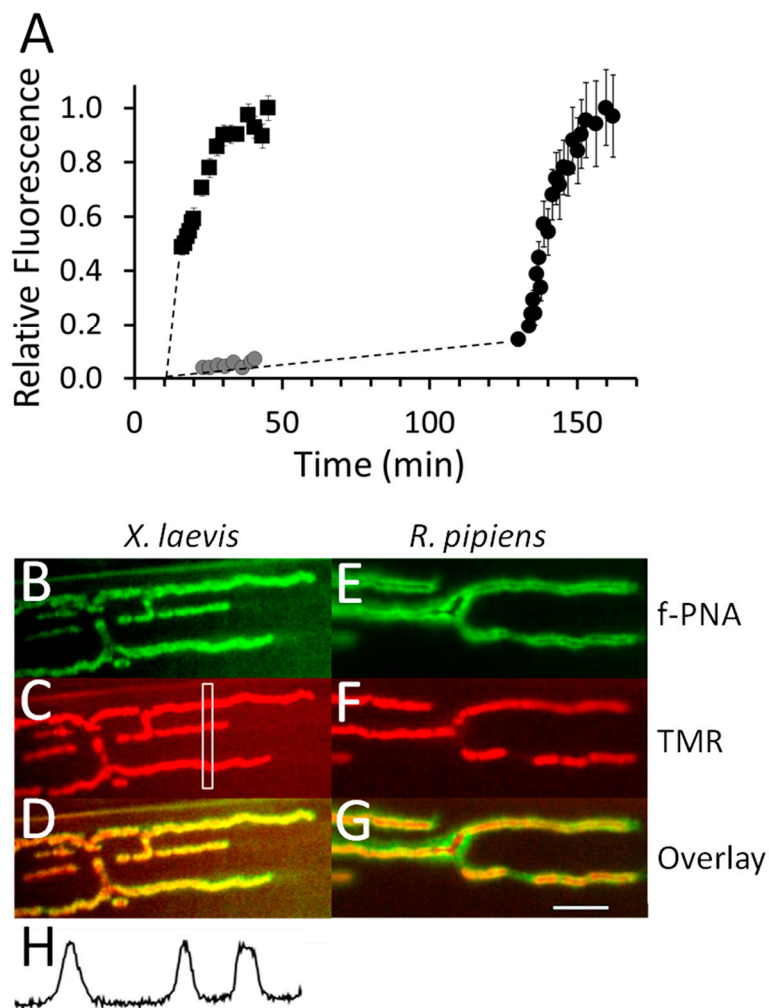 A
Relative Fluorescence
1.0
0.8
0.6
0.4
0.2
0.0
0
50
100
150
Time (min)
X. laevis
R. pipiens
B
E
f-PNA
C
F
TMR
D
G
Overlay
H